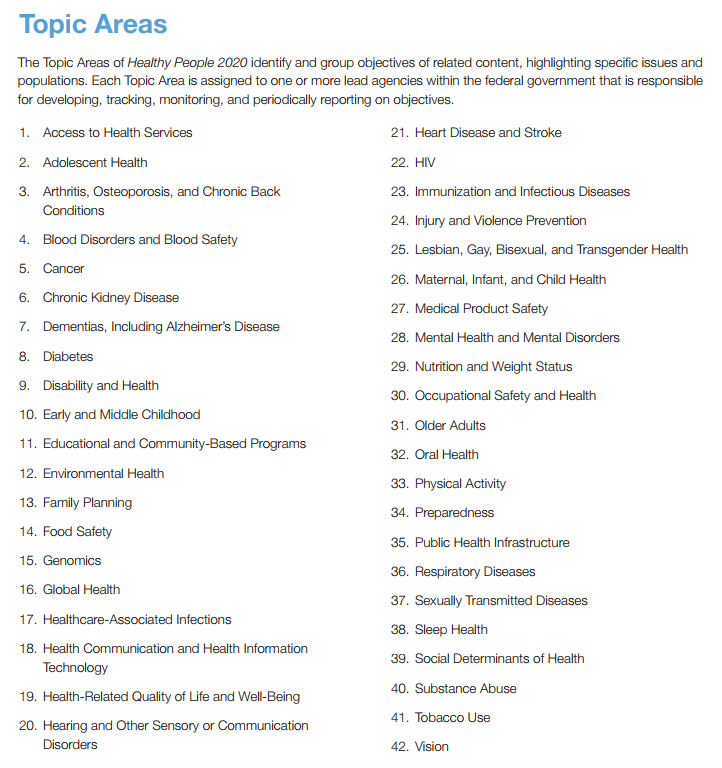 Topic Areas
The Topic Areas of Healthy People 2020 identify and group objectives of related content, highlighting specific issues and
populations. Each Topic Area is assigned to one or more lead agencies within the federal government that is responsible
for developing, tracking, monitoring, and periodically reporting on objectives.
1. Access to Health Services
2. Adolescent Health
3. Arthritis, Osteoporosis, and Chronic Back
Conditions
4. Blood Disorders and Blood Safety
5. Cancer
6. Chronic Kidney Disease
7. Dementias, Including Alzheimer's Disease
8. Diabetes
9. Disability and Health
10. Early and Middle Childhood
11. Educational and Community-Based Programs
12. Environmental Health
13. Family Planning
14. Food Safety
15. Genomics
16. Global Health
17. Healthcare-Associated Infections
18. Health Communication and Health Information
Technology
19. Health-Related Quality of Life and Well-Being
20. Hearing and Other Sensory or Communication
Disorders
21. Heart Disease and Stroke
22. HIV
23. Immunization and Infectious Diseases
24. Injury and Violence Prevention
25. Lesbian, Gay, Bisexual, and Transgender Health
26. Maternal, Infant, and Child Health
27. Medical Product Safety
28. Mental Health and Mental Disorders
29. Nutrition and Weight Status
30. Occupational Safety and Health
31. Older Adults
32. Oral Health
33. Physical Activity
34. Preparedness
35. Public Health Infrastructure
36. Respiratory Diseases
37. Sexually Transmitted Diseases
38. Sleep Health
39. Social Determinants of Health
40. Substance Abuse
41. Tobacco Use
42. Vision